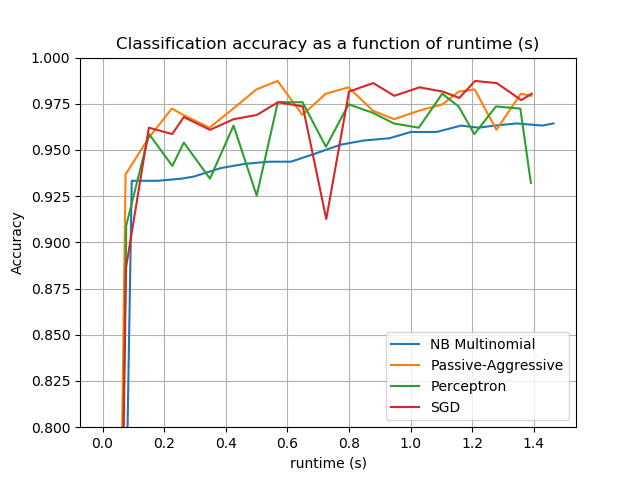 Classification accuracy as a function of runtime (s)
1.000
0.975
0.950
0.925
0.900
0.875
0.850
0.825
0.800
Accuracy
NB Multinomial
Passive-Aggressive
Perceptron
SGD
0.0 0.2 0.4 0.6 0.8 1.0 1.2 1.4
runtime (s)